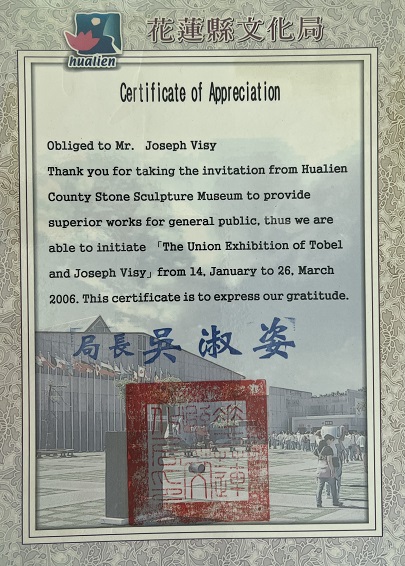 hualien
花蓮縣文化局
Certificate of Appreciation
Obliged to Mr. Joseph Visy
Thank you for taking the invitation from Hualien
County Stone Sculpture Museum to provide
superior works for general public, thus we are
able to initiate 「The Union Exhibition of Tobel
and Joseph Visy」 from 14, January to 26, March
2006. This certificate is to express our gratitude.
局長 吳淑姿